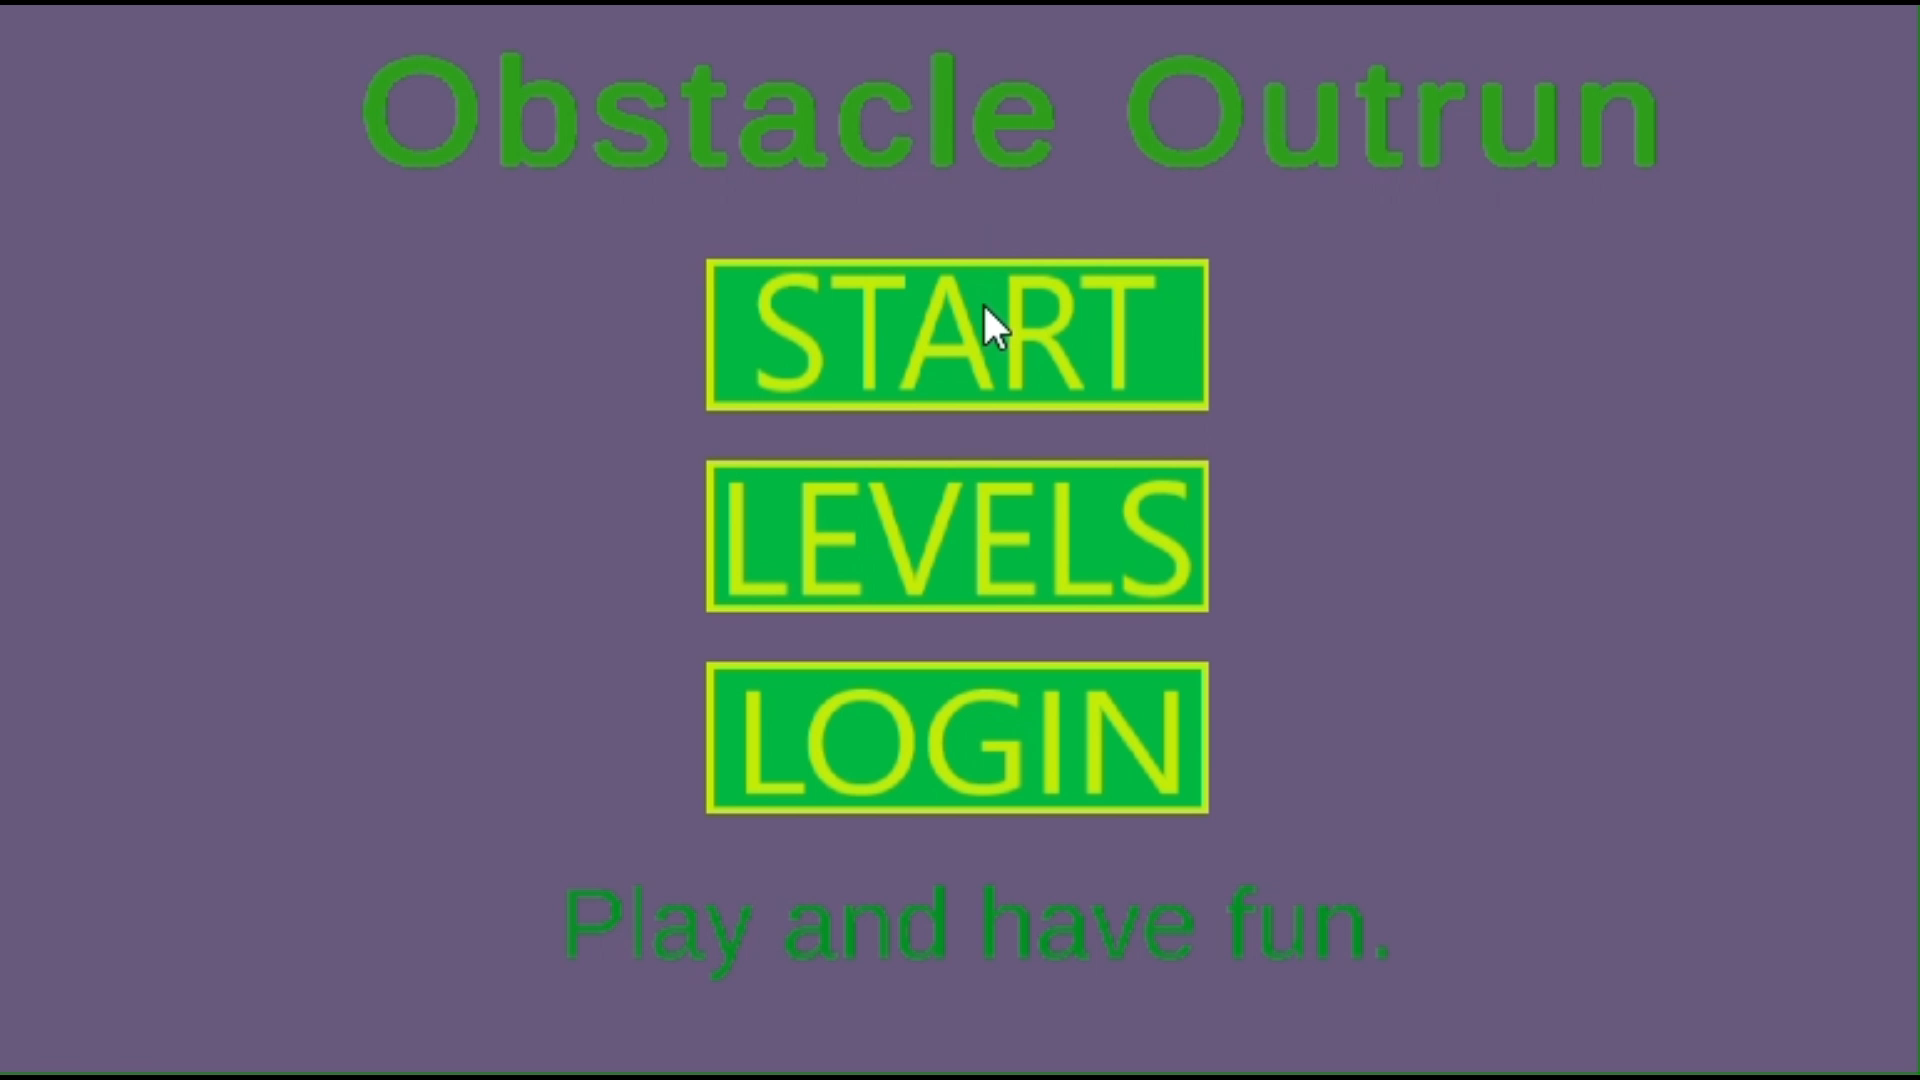 Obstacle Outrun
START
LEVELS
LOGIN
Play and have fun.